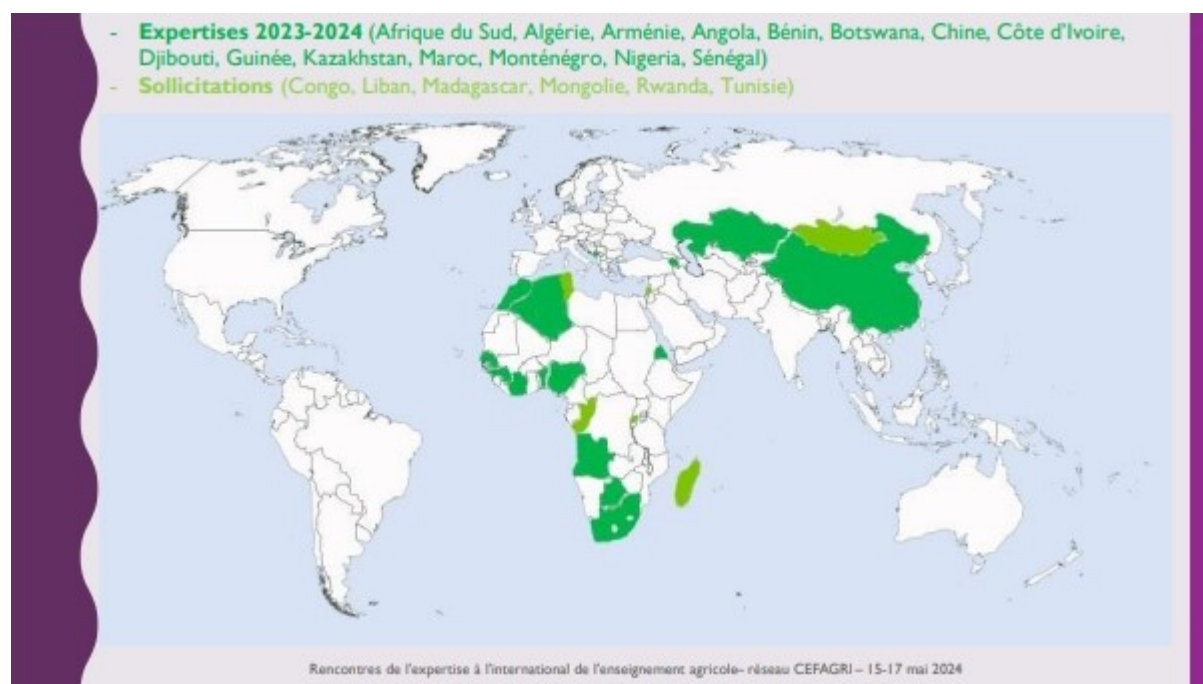 - Expertises 2023-2024 (Afrique du Sud, Algérie, Arménie, Angola, Bénin, Botswana, Chine, Côte d'Ivoire,
Djibouti, Guinée, Kazakhstan, Maroc, Monténégro, Nigeria, Sénégal)
- Sollicitations (Congo, Liban, Madagascar, Mongolie, Rwanda, Tunisie)
Rencontres de l'expertise à l'international de l'enseignement agricole– réseau CEFAGRI – 15-17 mai 2024